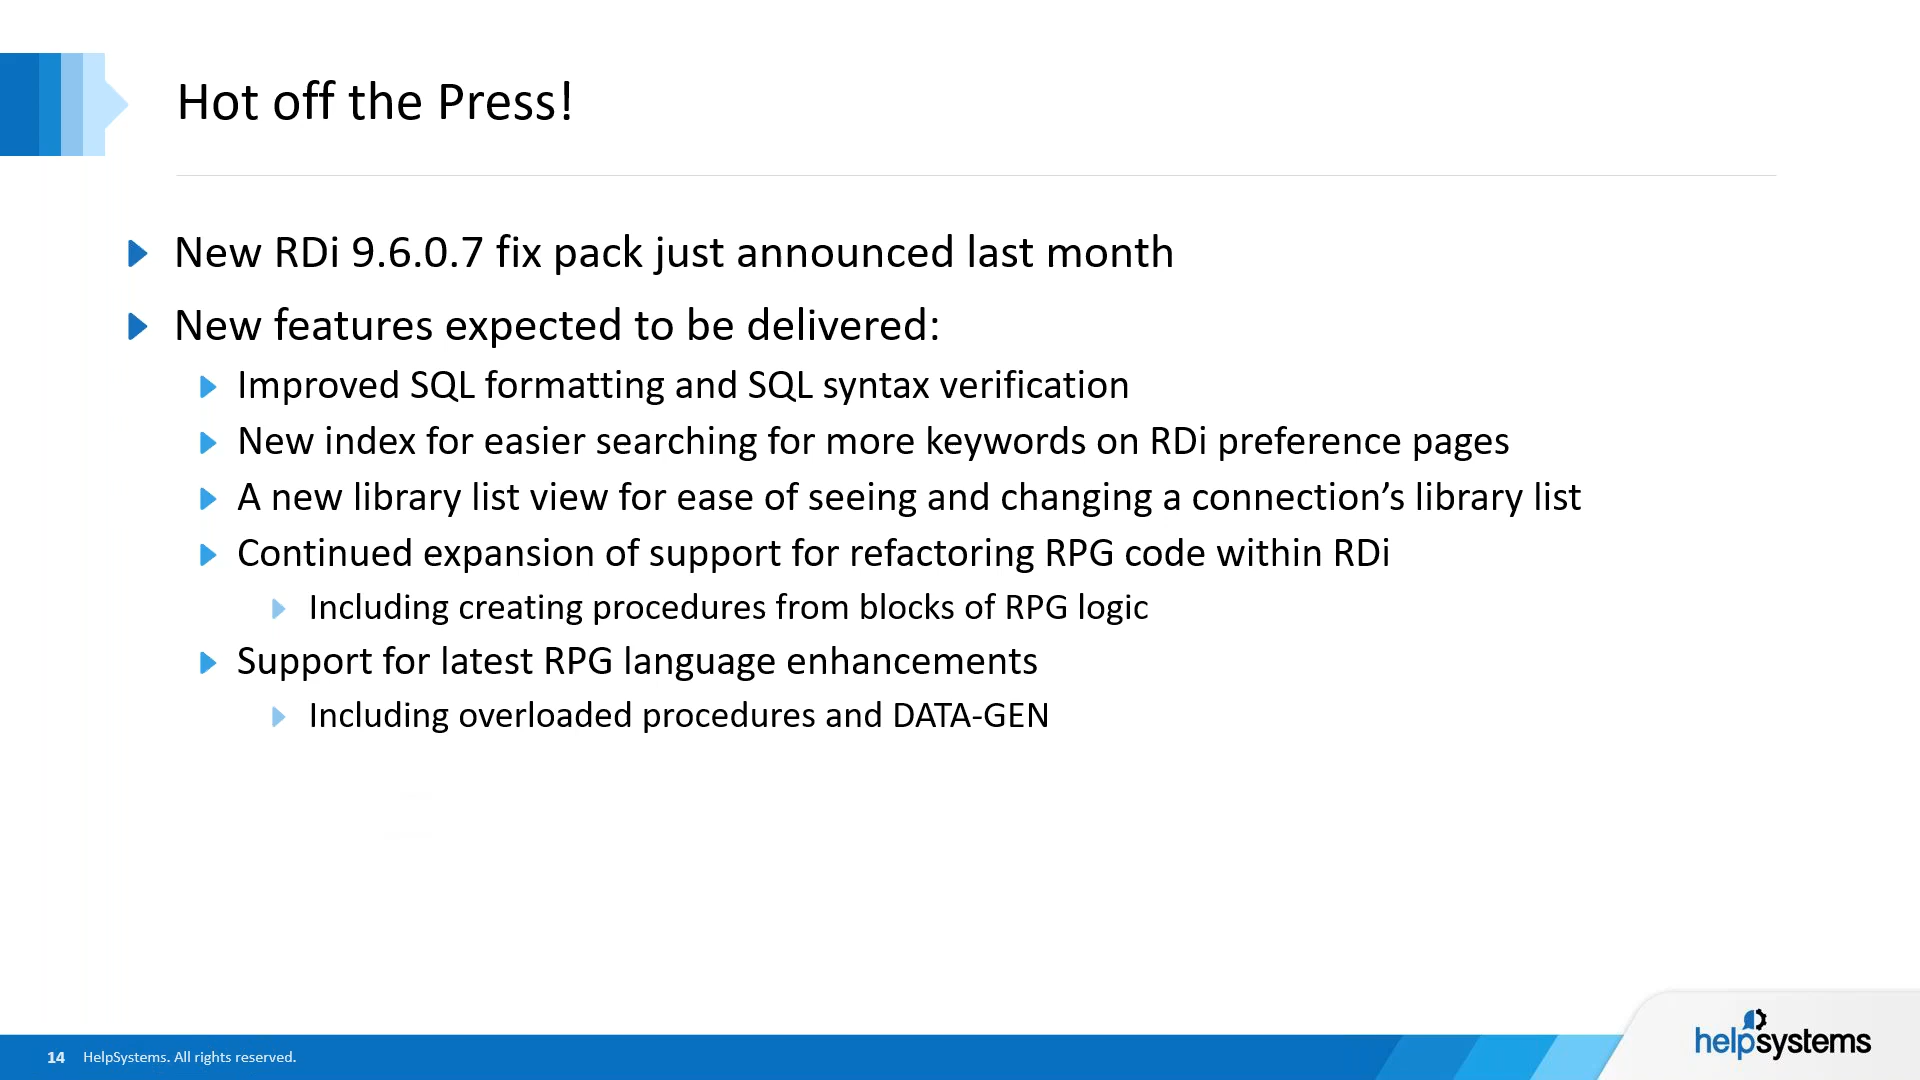 Hot off the Press!
New RDi 9.6.0.7 fix pack just announced last month
New features expected to be delivered:
Improved SQL formatting and SQL syntax verification
New index for easier searching for more keywords on RDi preference pages
A new library list view for ease of seeing and changing a connection’s library list
Continued expansion of support for refactoring RPG code within RDi
Including creating procedures from blocks of RPG logic
Support for latest RPG language enhancements
Including overloaded procedures and DATA-GEN
14 HelpSystems. All rights reserved.
helpsystems